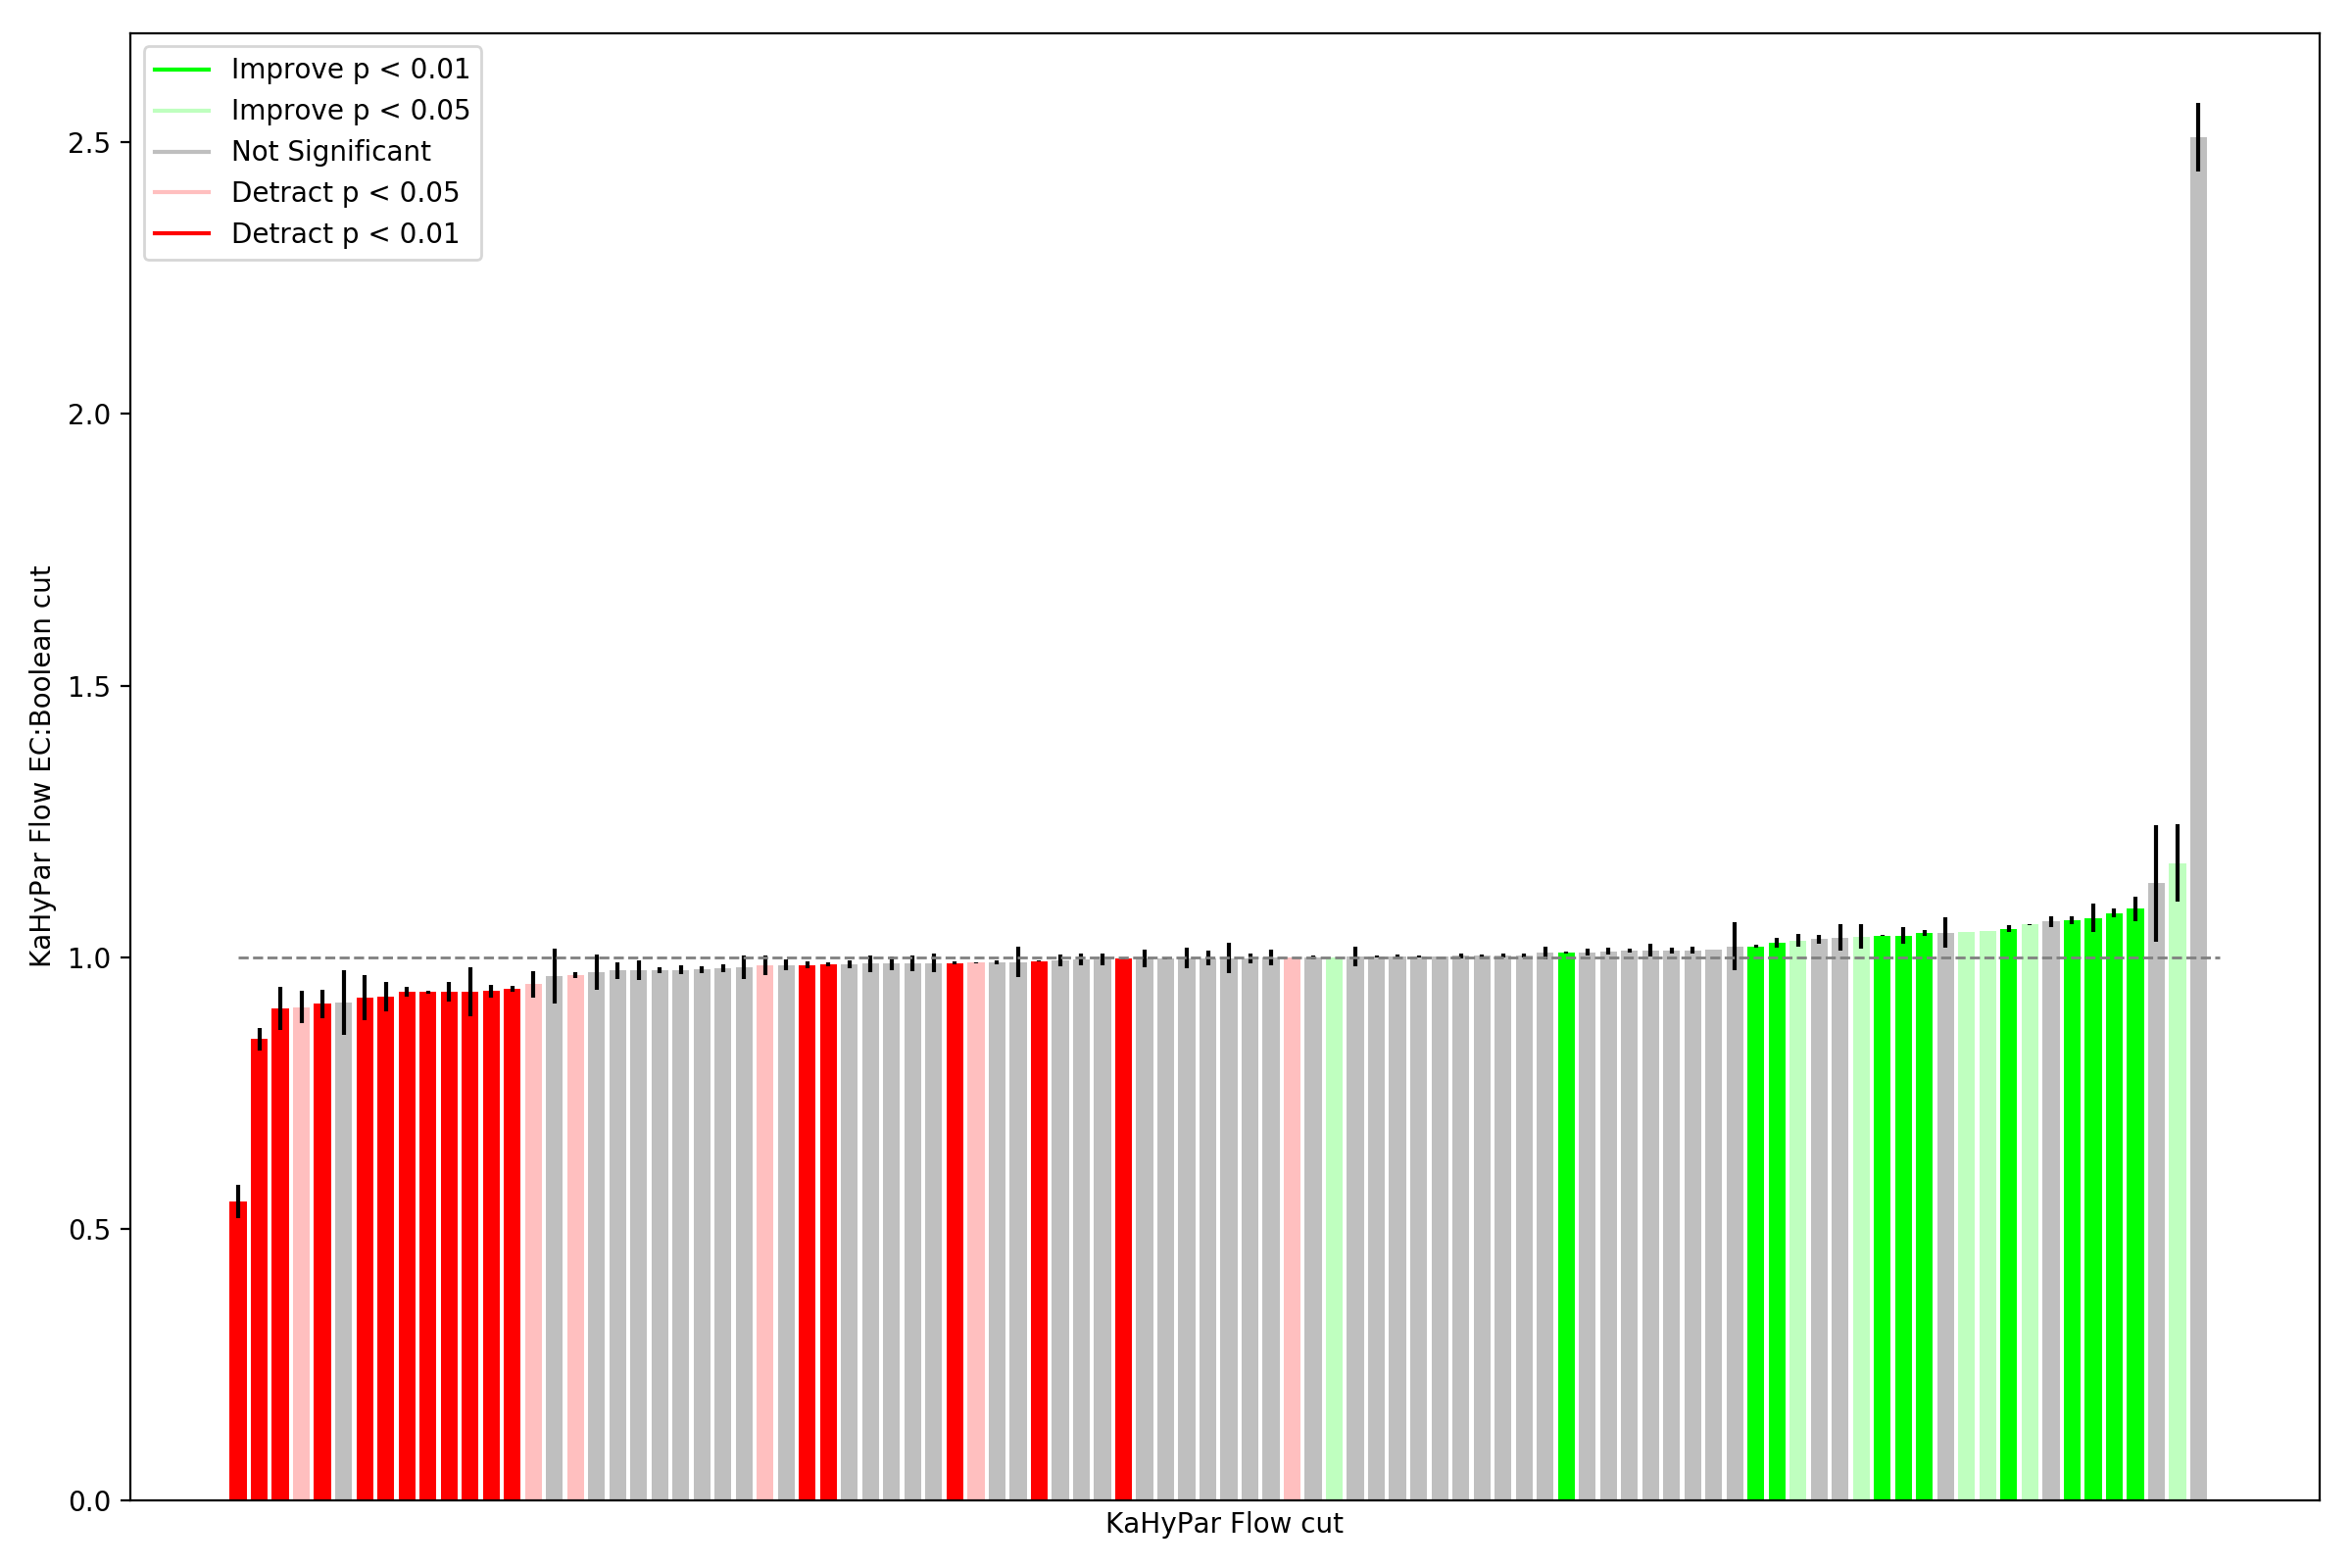 Improve p < 0.01
Improve p < 0.05
Not Significant
Detract p < 0.05
Detract p < 0.01
2.5
2.0
1.5
1.0
0.5
0.0
KaHyPar Flow EC:Boolean cut
KaHyPar Flow cut